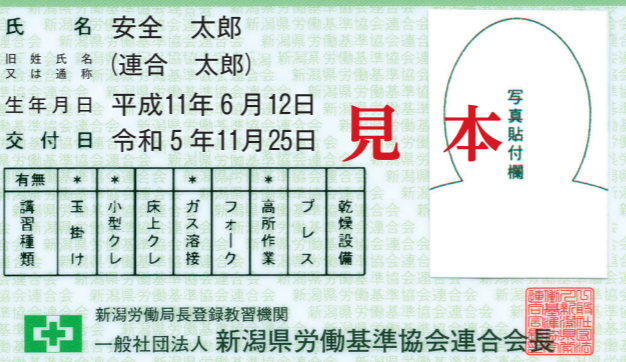 氏名 安全 太郎
旧姓氏名又は通称 (連合 太郎)
生年月日 平成11年6月12日
交付日 令和5年11月25日
見本
写真貼付欄
有無 * * * *
講習種類 玉掛け 小型クレ 床上クレ ガス溶接 フォーク 高所作業 プレス 乾燥設備
新潟労働局長登録教習機関
一般社団法人 新潟県労働基準協会連合会長